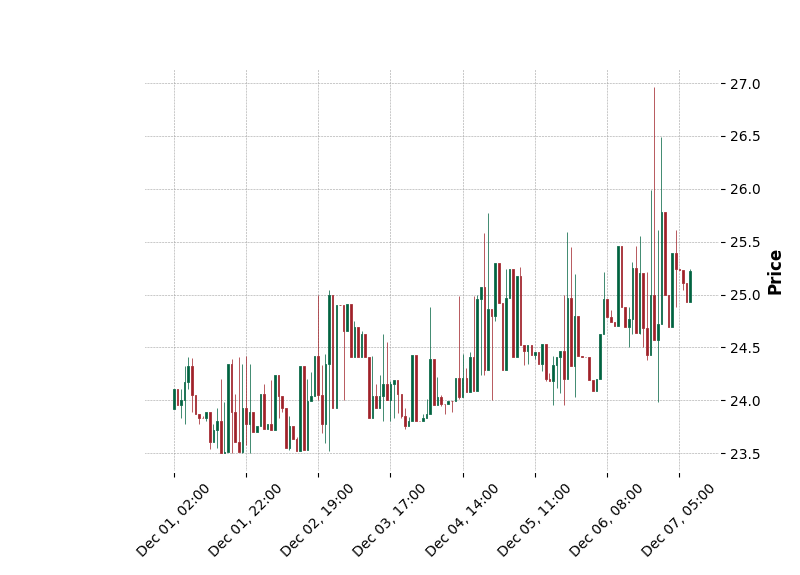 27.0
26.5
26.0
25.5
25.0
24.5
24.0
23.5
Price
Dec 01, 02:00
Dec 01, 22:00
Dec 02, 19:00
Dec 03, 17:00
Dec 04, 14:00
Dec 05, 11:00
Dec 06, 08:00
Dec 07, 05:00